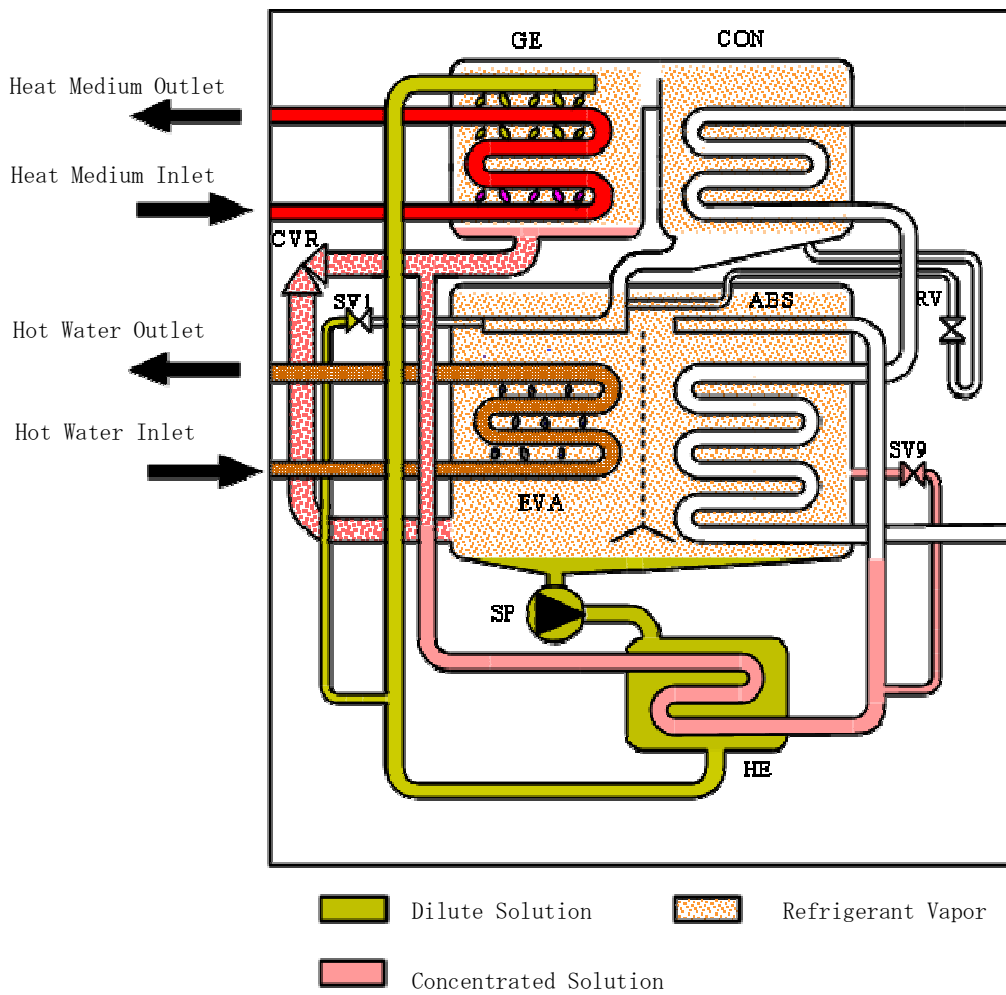 GE CON
Heat Medium Outlet
Heat Medium Inlet
CVR
SV1 ABS RV
Hot Water Outlet
Hot Water Inlet
SV9
EVA
SP
HE
Dilute Solution Refrigerant Vapor
Concentrated Solution